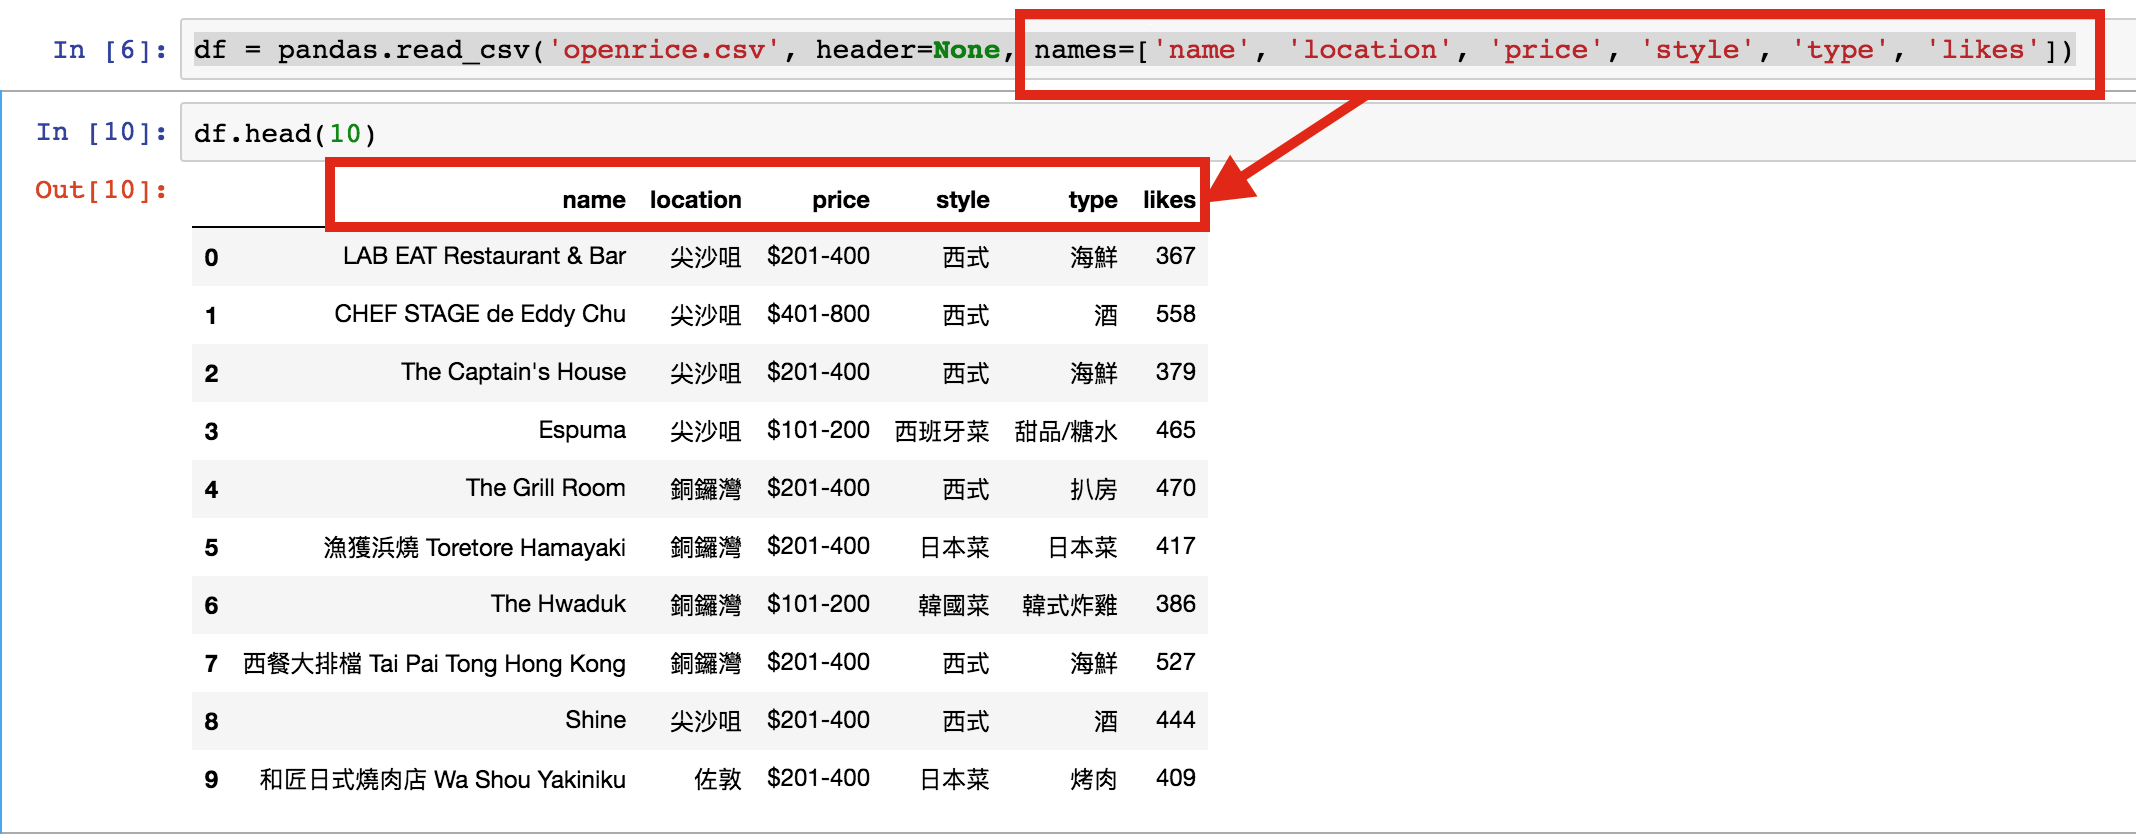 In [6]: df = pandas.read_csv('openrice.csv', header=None, names=['name', 'location', 'price', 'style', 'type', 'likes'])
In [10]: df.head(10)
Out[10]:
name location price style type likes
0 LAB EAT Restaurant & Bar 尖沙咀 $201-400 西式 海鮮 367
1 CHEF STAGE de Eddy Chu 尖沙咀 $401-800 西式 酒 558
2 The Captain's House 尖沙咀 $201-400 西式 海鮮 379
3 Espuma 尖沙咀 $101-200 西班牙菜 甜品/糖水 465
4 The Grill Room 銅鑼灣 $201-400 西式 扒房 470
5 漁獲浜燒 Toretore Hamayaki 銅鑼灣 $201-400 日本菜 日本菜 417
6 The Hwaduk 銅鑼灣 $101-200 韓國菜 韓式炸雞 386
7 西餐大排檔 Tai Pai Tong Hong Kong 銅鑼灣 $201-400 西式 海鮮 527
8 Shine 尖沙咀 $201-400 西式 酒 444
9 和匠日式燒肉店 Wa Shou Yakiniku 佐敦 $201-400 日本菜 烤肉 409